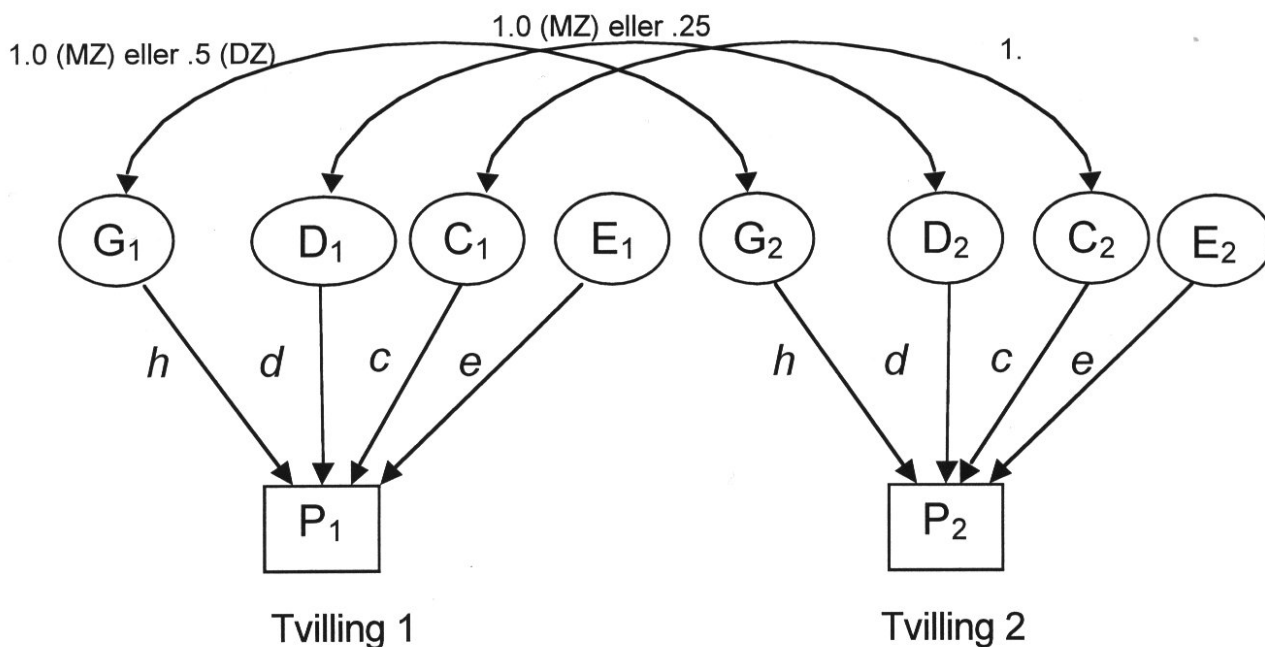 1.0 (MZ) eller .25
1.0 (MZ) eller .5 (DZ)
1.
G₁ D₁ C₁ E₁ G₂ D₂ C₂ E₂
h d c e h d c e
P₁ P₂
Tvilling 1 Tvilling 2